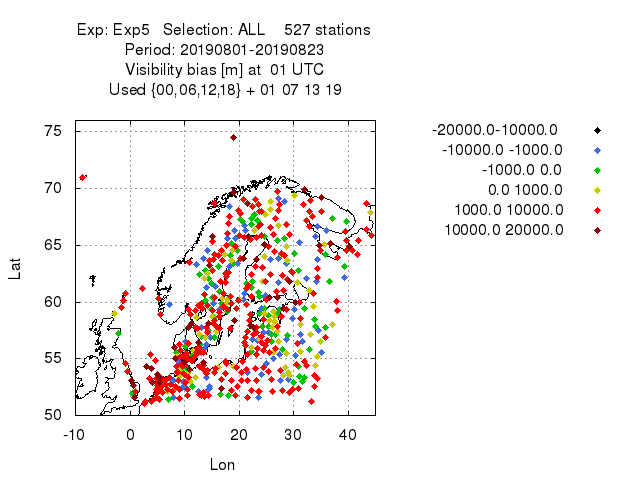 Exp: Exp5 Selection: ALL 527 stations
Period: 20190801-20190823
Visibility bias [m] at 01 UTC
Used {00,06,12,18} + 01 07 13 19
75
70
65
60
55
50
-10 0 10 20 30 40
Lat
Lon
-20000.0-10000.0
-10000.0 -1000.0
-1000.0 0.0
0.0 1000.0
1000.0 10000.0
10000.0 20000.0